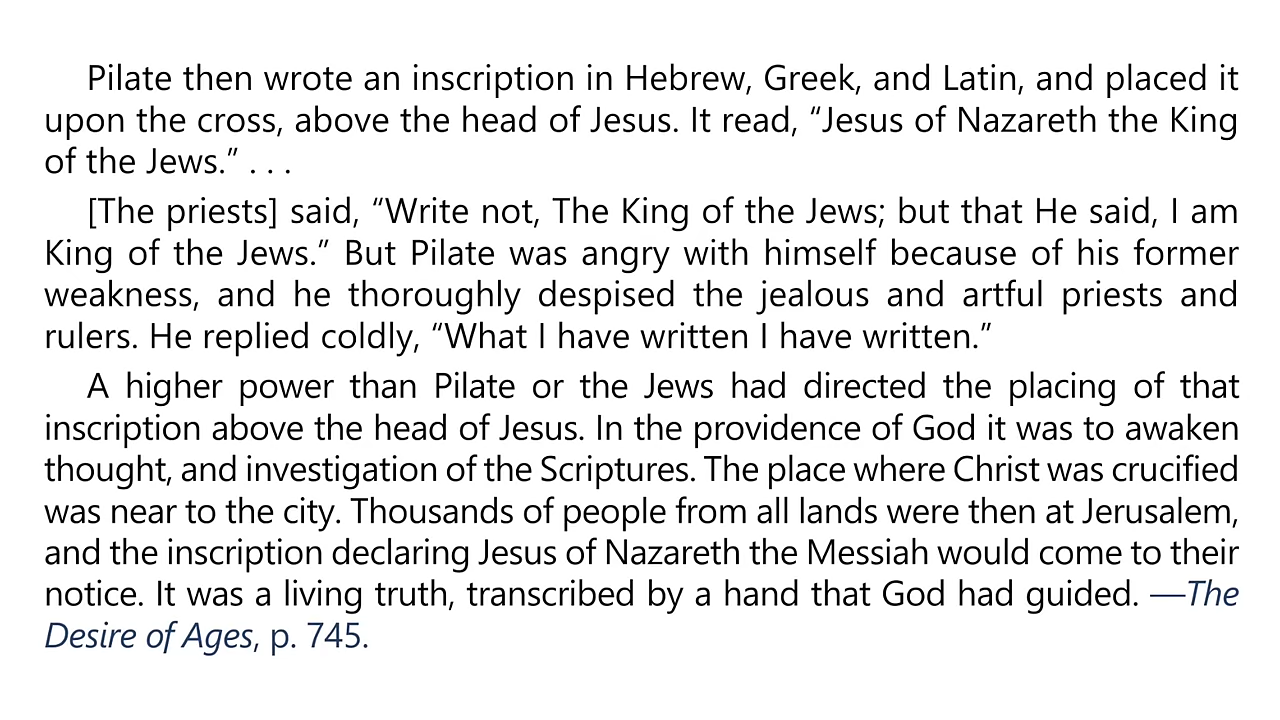 Pilate then wrote an inscription in Hebrew, Greek, and Latin, and placed it
upon the cross, above the head of Jesus. It read, “Jesus of Nazareth the King
of the Jews.” . . .
[The priests] said, “Write not, The King of the Jews; but that He said, I am
King of the Jews.” But Pilate was angry with himself because of his former
weakness, and he thoroughly despised the jealous and artful priests and
rulers. He replied coldly, “What I have written I have written.”
A higher power than Pilate or the Jews had directed the placing of that
inscription above the head of Jesus. In the providence of God it was to awaken
thought, and investigation of the Scriptures. The place where Christ was crucified
was near to the city. Thousands of people from all lands were then at Jerusalem,
and the inscription declaring Jesus of Nazareth the Messiah would come to their
notice. It was a living truth, transcribed by a hand that God had guided. —The
Desire of Ages, p. 745.